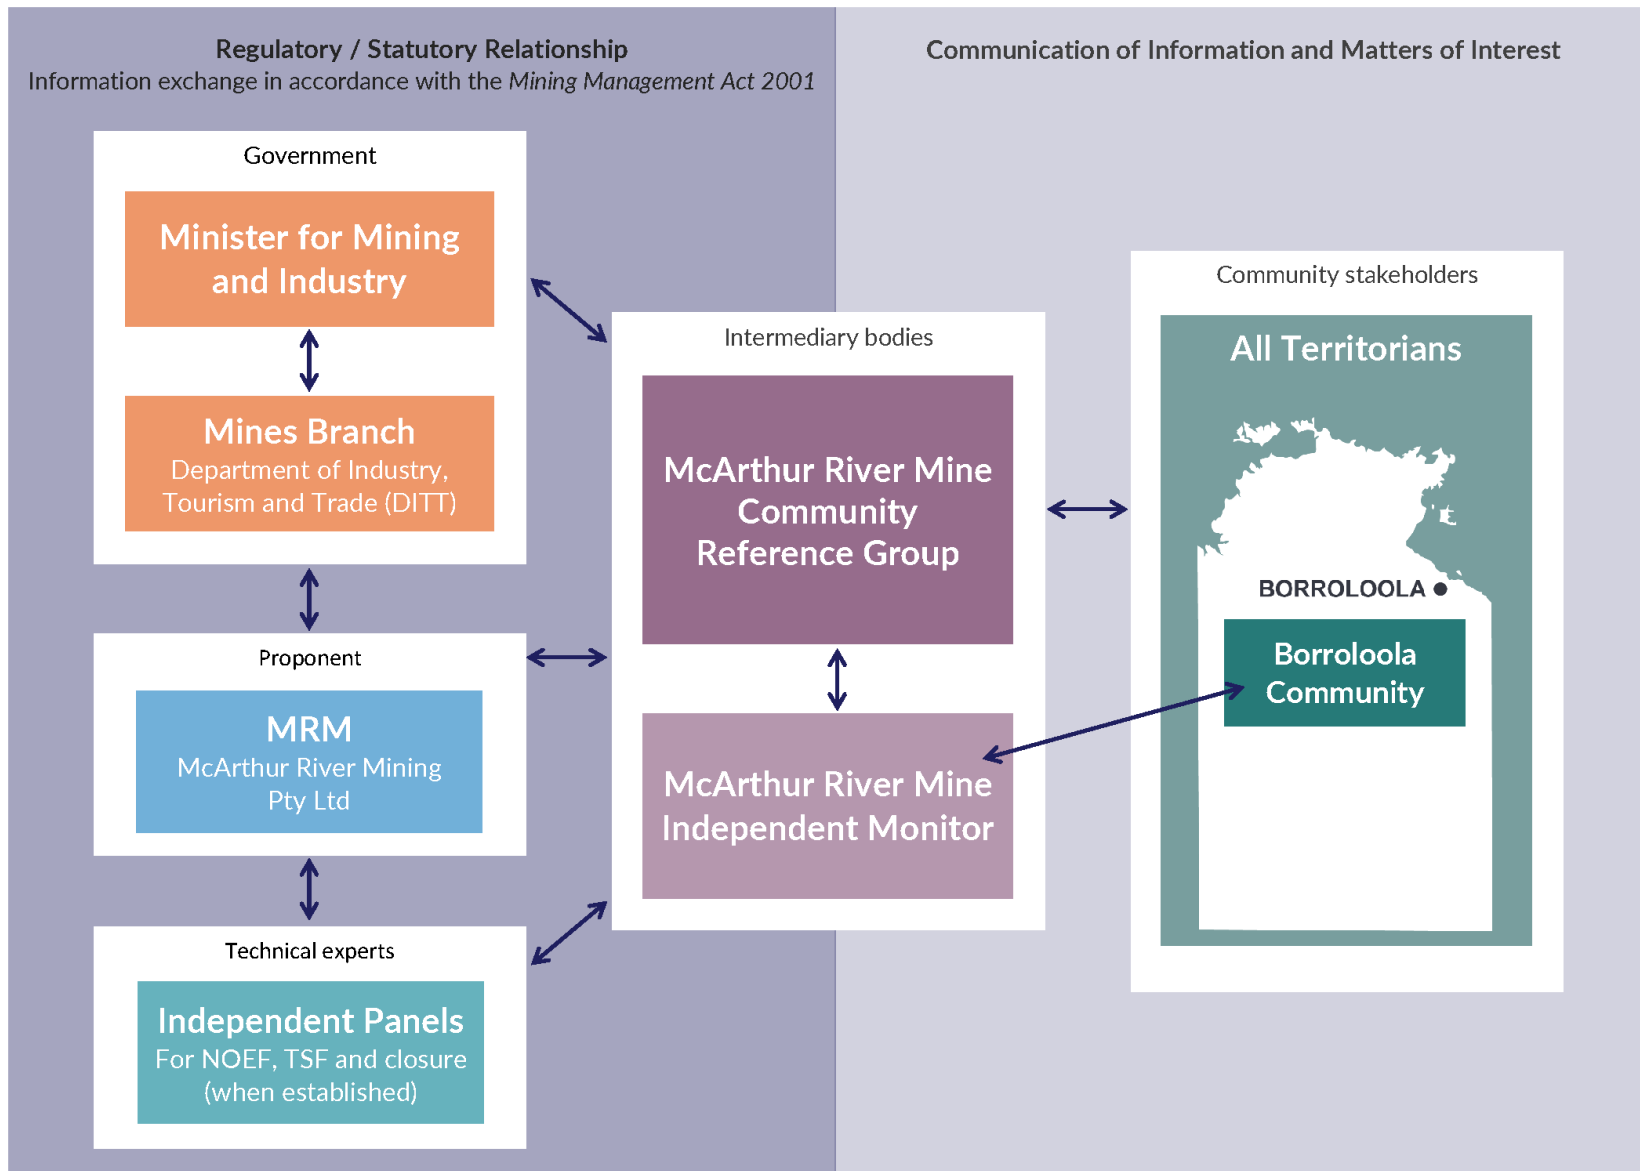 Regulatory / Statutory Relationship
Information exchange in accordance with the Mining Management Act 2001
Communication of Information and Matters of Interest
Government
Minister for Mining
and Industry
Mines Branch
Department of Industry,
Tourism and Trade (DITT)
Proponent
MRM
McArthur River Mining
Pty Ltd
Technical experts
Independent Panels
For NOEF, TSF and closure
(when established)
Intermediary bodies
McArthur River Mine
Community
Reference Group
McArthur River Mine
Independent Monitor
Community stakeholders
All Territorians
BORROLOOLA
Borroloola
Community